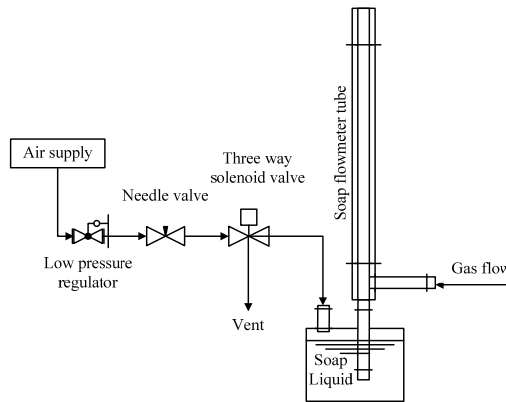 Soap flowmeter tube
Air supply
Three way
solenoid valve
Needle valve
Low pressure
regulator
Gas flow
Vent
Soap
Liquid